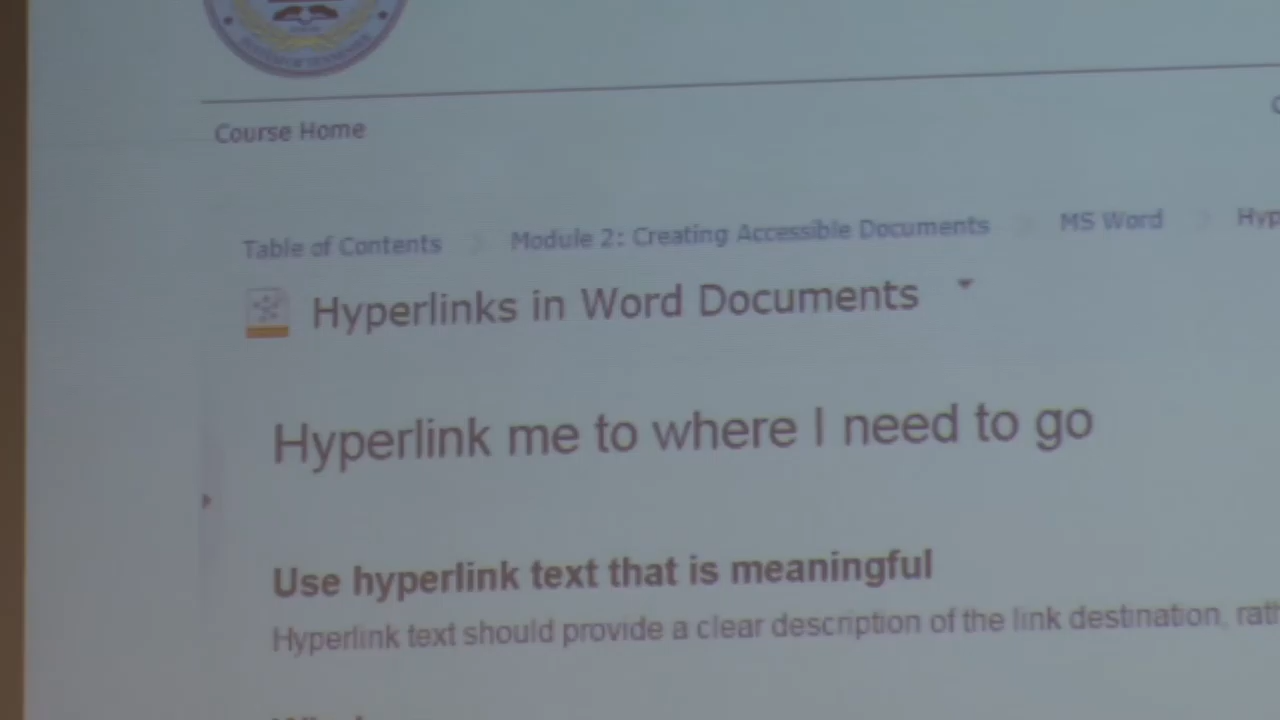 Course Home
Table of Contents Module 2: Creating Accessible Documents MS Word Hyp
Hyperlinks in Word Documents
Hyperlink me to where I need to go
Use hyperlink text that is meaningful
Hyperlink text should provide a clear description of the link destination, rat